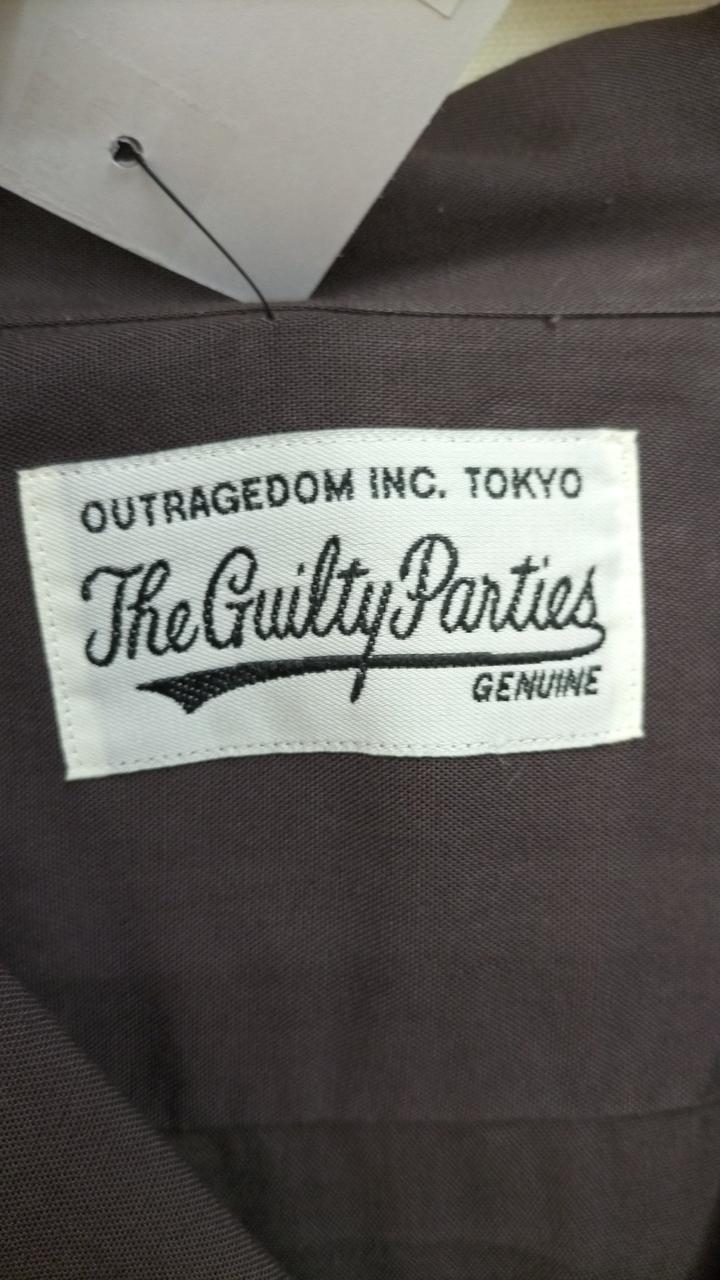 OUTRAGEDOM INC. TOKYO
The Guilty Parties
GENUINE